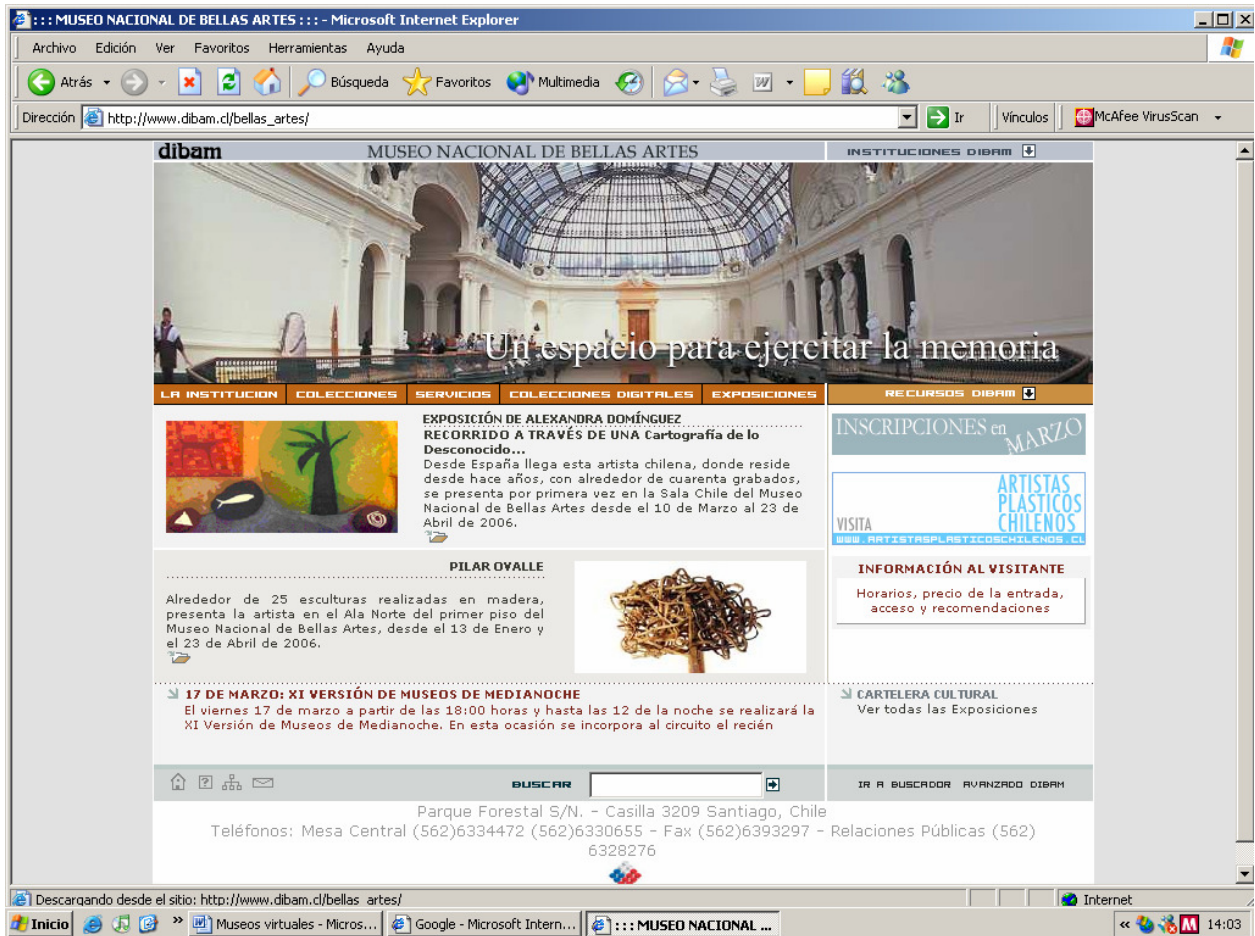 ::: MUSEO NACIONAL DE BELLAS ARTES ::: - Microsoft Internet Explorer
Archivo Edición Ver Favoritos Herramientas Ayuda
Atrás Búsqueda Favoritos Multimedia
Dirección http://www.dibam.cl/bellas_artes/ Ir Vínculos McAfee VirusScan
dibam MUSEO NACIONAL DE BELLAS ARTES INSTITUCIONES DIBAM
Un espacio para ejercitar la memoria
LA INSTITUCION COLECCIONES SERVICIOS COLECCIONES DIGITALES EXPOSICIONES RECURSOS DIBAM
EXPOSICIÓN DE ALEXANDRA DOMÍNGUEZ
RECORRIDO A TRAVÉS DE UNA Cartografía de lo
Desconocido...
Desde España llega esta artista chilena, donde reside
desde hace años, con alrededor de cuarenta grabados,
se presenta por primera vez en la Sala Chile del Museo
Nacional de Bellas Artes desde el 10 de Marzo al 23 de
Abril de 2006.
INSCRIPCIONES en MARZO
VISITA ARTISTAS
PLASTICOS
CHILENOS
WWW.ARTISTASPLASTICOSCHILENOS.CL
PILAR OVALLE
Alrededor de 25 esculturas realizadas en madera,
presenta la artista en el Ala Norte del primer piso del
Museo Nacional de Bellas Artes, desde el 13 de Enero y
el 23 de Abril de 2006.
INFORMACIÓN AL VISITANTE
Horarios, precio de la entrada,
acceso y recomendaciones
17 DE MARZO: XI VERSIÓN DE MUSEOS DE MEDIANOCHE
El viernes 17 de marzo a partir de las 18:00 horas y hasta las 12 de la noche se realizará la
XI Versión de Museos de Medianoche. En esta ocasión se incorpora al circuito el recién
CARTELERA CULTURAL
Ver todas las Exposiciones
BUSCAR IR A BUSCADOR AVANZADO DIBAM
Parque Forestal S/N. - Casilla 3209 Santiago, Chile
Teléfonos: Mesa Central (562)6334472 (562)6330655 - Fax (562)6393297 - Relaciones Públicas (562)
6328276
Descargando desde el sitio: http://www.dibam.cl/bellas_artes/ Internet
Inicio » Museos virtuales - Micros... Google - Microsoft Intern... ::: MUSEO NACIONAL ... « 14:03